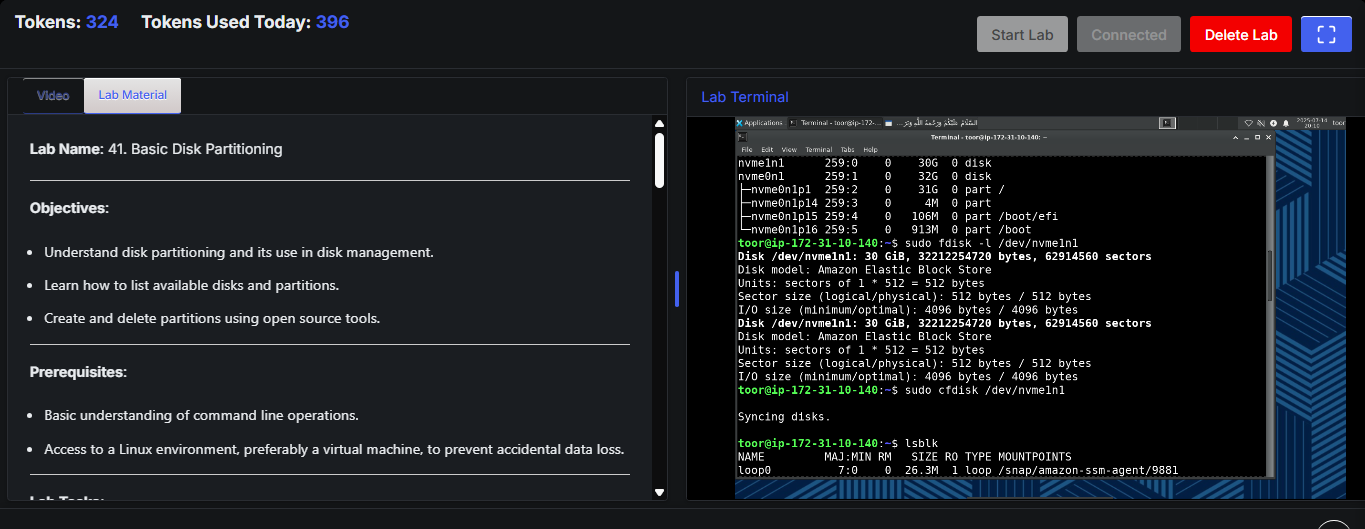 Tokens: 324 Tokens Used Today: 396
Start Lab
Connected
Delete Lab
Video
Lab Material
Lab Name: 41. Basic Disk Partitioning
Objectives:
Understand disk partitioning and its use in disk management.
Learn how to list available disks and partitions.
Create and delete partitions using open source tools.
Prerequisites:
Basic understanding of command line operations.
Access to a Linux environment, preferably a virtual machine, to prevent accidental data loss.
Lab Tasks:
Lab Terminal
Applications
Terminal - toor@ip-172-...
2025-07-14
20:10
toor
Terminal - toor@ip-172-31-10-140: ~
File Edit View Terminal Tabs Help
nvme1n1 259:0 0 30G 0 disk
nvme0n1 259:1 0 32G 0 disk
├─nvme0n1p1 259:2 0 31G 0 part /
├─nvme0n1p14 259:3 0 4M 0 part
├─nvme0n1p15 259:4 0 106M 0 part /boot/efi
└─nvme0n1p16 259:5 0 913M 0 part /boot
toor@ip-172-31-10-140:~$ sudo fdisk -l /dev/nvme1n1
Disk /dev/nvme1n1: 30 GiB, 32212254720 bytes, 62914560 sectors
Disk model: Amazon Elastic Block Store
Units: sectors of 1 * 512 = 512 bytes
Sector size (logical/physical): 512 bytes / 512 bytes
I/O size (minimum/optimal): 4096 bytes / 4096 bytes
Disk /dev/nvme1n1: 30 GiB, 32212254720 bytes, 62914560 sectors
Disk model: Amazon Elastic Block Store
Units: sectors of 1 * 512 = 512 bytes
Sector size (logical/physical): 512 bytes / 512 bytes
I/O size (minimum/optimal): 4096 bytes / 4096 bytes
toor@ip-172-31-10-140:~$ sudo cfdisk /dev/nvme1n1
Syncing disks.
toor@ip-172-31-10-140:~$ lsblk
NAME MAJ:MIN RM SIZE RO TYPE MOUNTPOINTS
loop0 7:0 0 26.3M 1 loop /snap/amazon-ssm-agent/9881